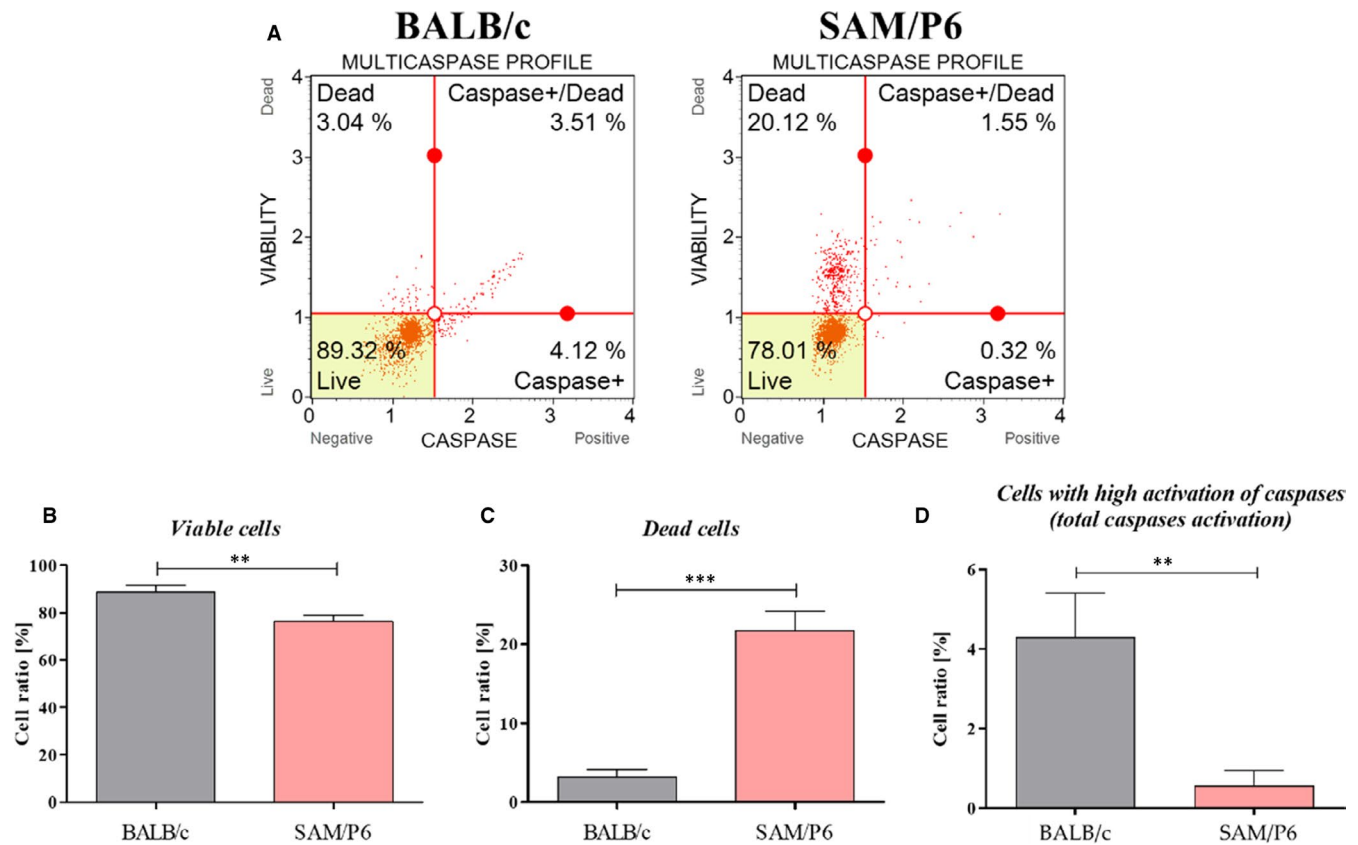 A
BALB/c
MULTICASPASE PROFILE
4
3
2
1
0
Dead
Live
VIABILITY
Dead
3.04 %
Caspase+/Dead
3.51 %
89.32 %
Live
4.12 %
Caspase+
0 1 2 3 4
Negative CASPASE Positive
SAM/P6
MULTICASPASE PROFILE
4
3
2
1
0
Dead
Live
VIABILITY
Dead
20.12 %
Caspase+/Dead
1.55 %
78.01 %
Live
0.32 %
Caspase+
0 1 2 3 4
Negative CASPASE Positive
B
Viable cells
**
Cell ratio [%]
100
80
60
40
20
0
BALB/c SAM/P6
C
Dead cells
***
Cell ratio [%]
30
20
10
0
BALB/c SAM/P6
D
Cells with high activation of caspases
(total caspases activation)
**
Cell ratio [%]
6
4
2
0
BALB/c SAM/P6